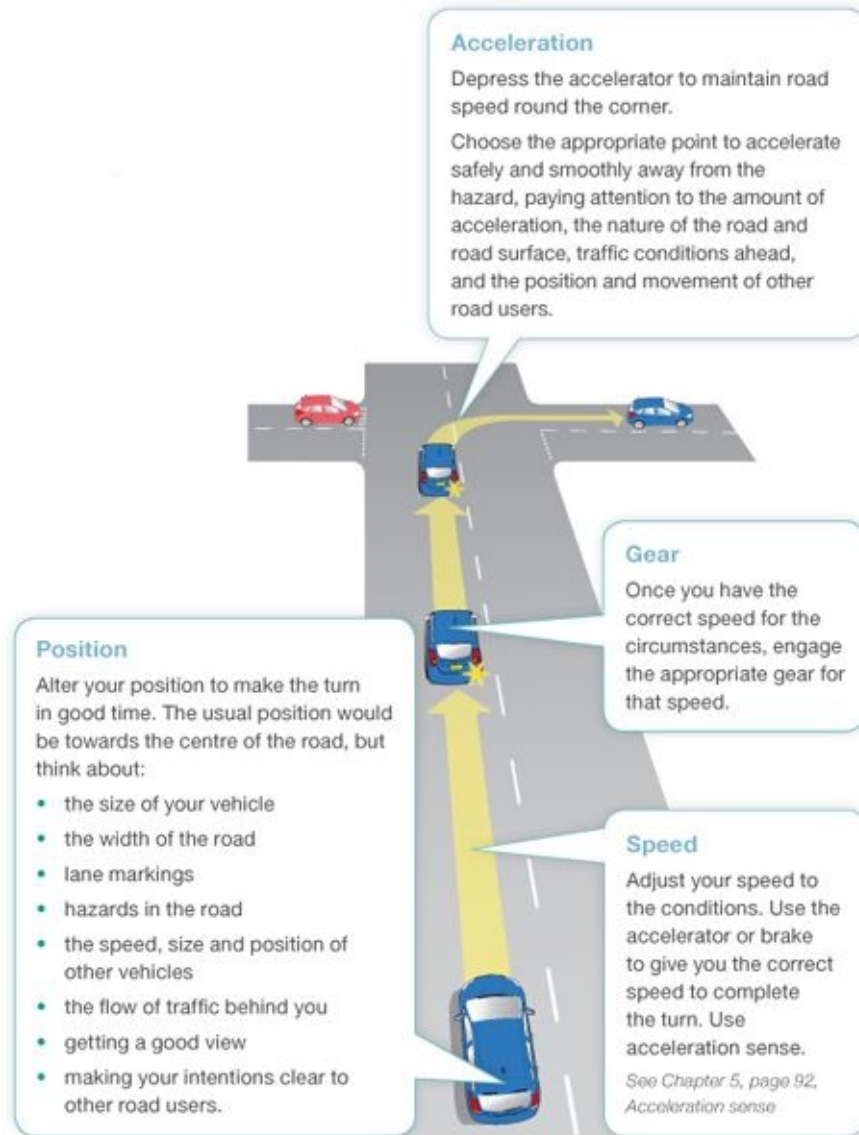 Acceleration
Depress the accelerator to maintain road
speed round the corner.
Choose the appropriate point to accelerate
safely and smoothly away from the
hazard, paying attention to the amount of
acceleration, the nature of the road and
road surface, traffic conditions ahead,
and the position and movement of other
road users.
Gear
Once you have the
correct speed for the
circumstances, engage
the appropriate gear for
that speed.
Position
Alter your position to make the turn
in good time. The usual position would
be towards the centre of the road, but
think about:
• the size of your vehicle
• the width of the road
• lane markings
• hazards in the road
• the speed, size and position of
other vehicles
• the flow of traffic behind you
• getting a good view
• making your intentions clear to
other road users.
Speed
Adjust your speed to
the conditions. Use the
accelerator or brake
to give you the correct
speed to complete
the turn. Use
acceleration sense.
See Chapter 5, page 92,
Acceleration sense